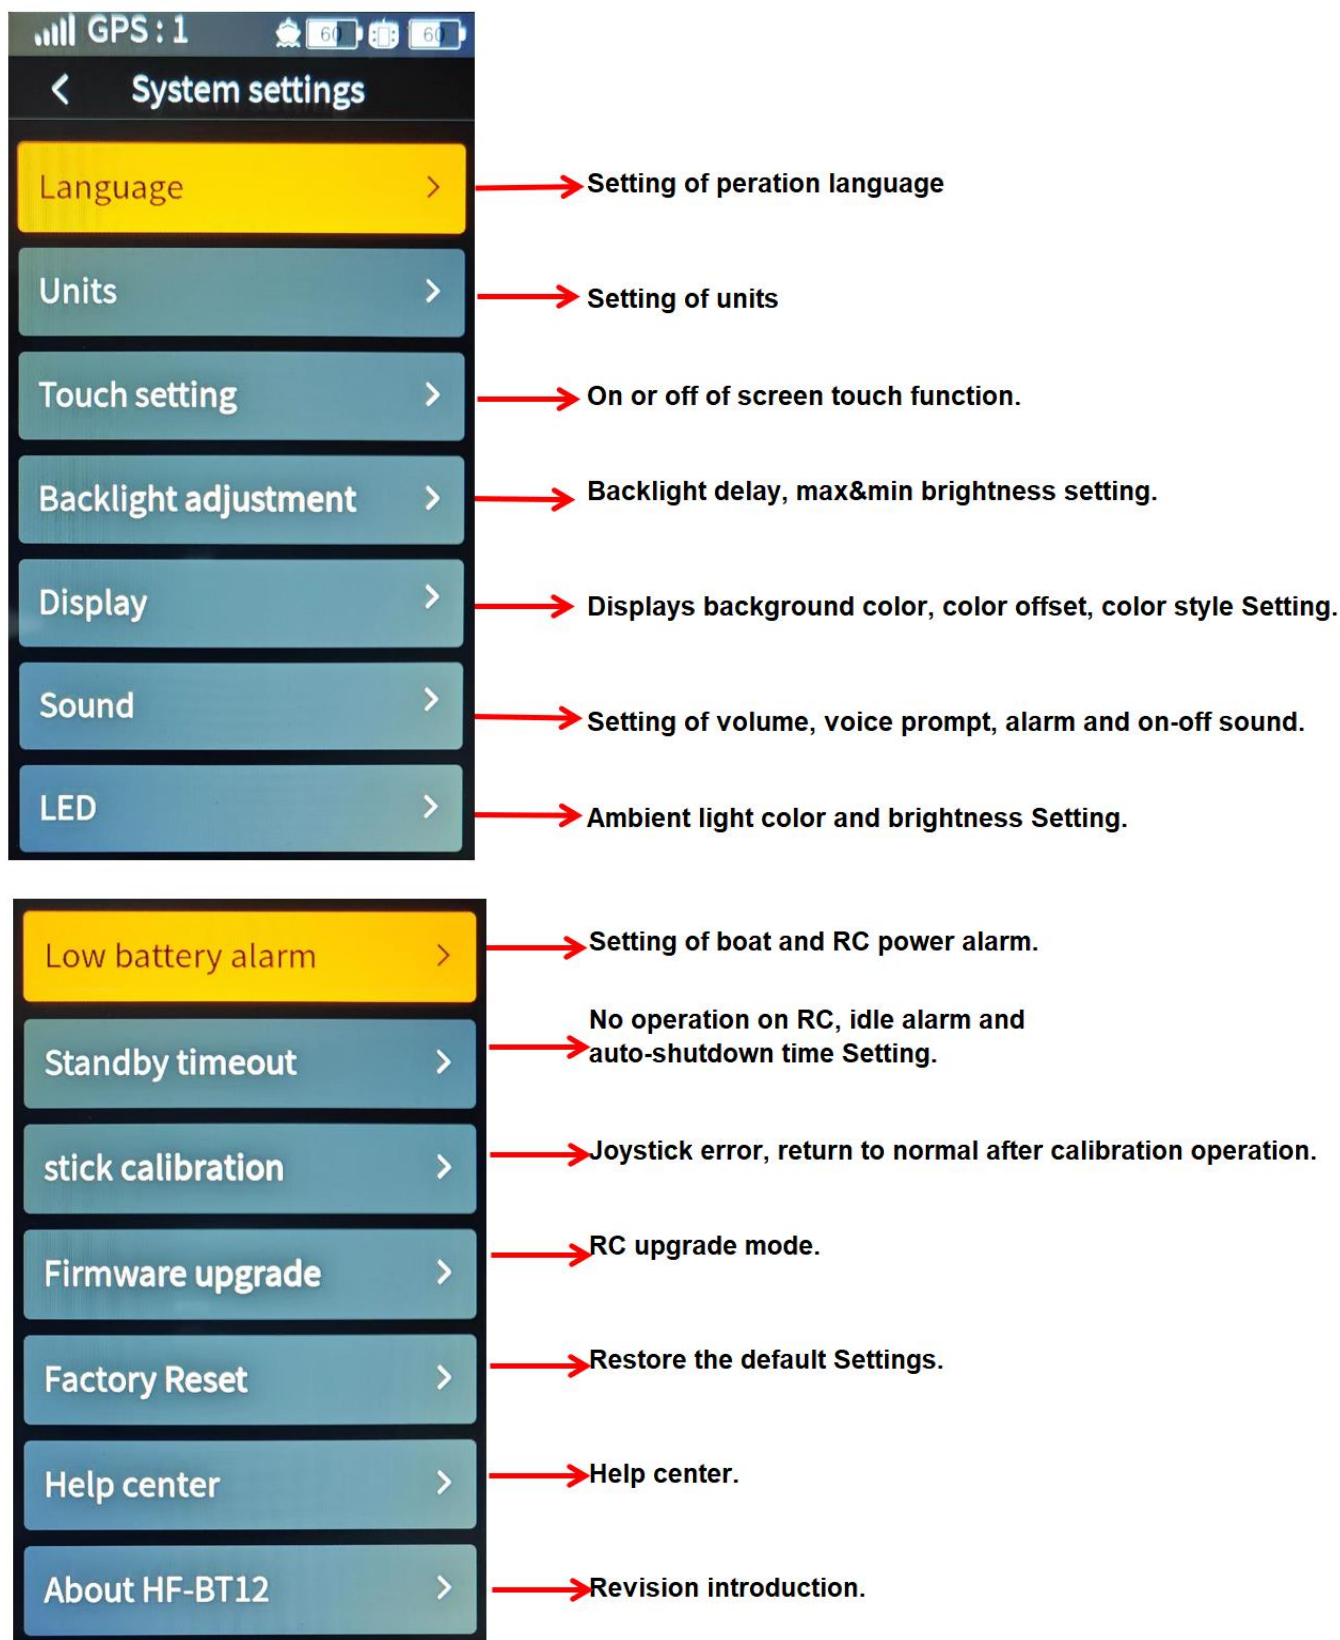 GPS : 1 60 60
System settings
Language
Setting of peration language
Units
Setting of units
Touch setting
On or off of screen touch function.
Backlight adjustment
Backlight delay, max&min brightness setting.
Display
Displays background color, color offset, color style Setting.
Sound
Setting of volume, voice prompt, alarm and on-off sound.
LED
Ambient light color and brightness Setting.
Low battery alarm
Setting of boat and RC power alarm.
Standby timeout
No operation on RC, idle alarm and
auto-shutdown time Setting.
stick calibration
Joystick error, return to normal after calibration operation.
Firmware upgrade
RC upgrade mode.
Factory Reset
Restore the default Settings.
Help center
Help center.
About HF-BT12
Revision introduction.